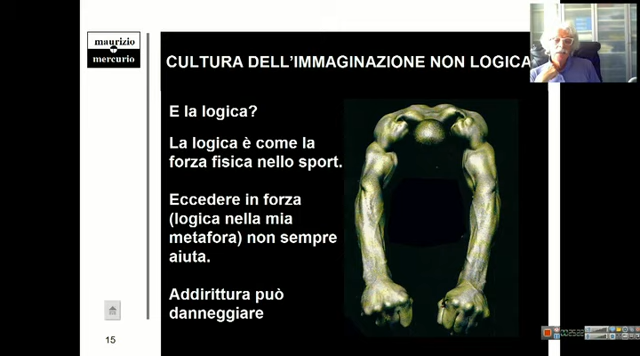 maurizio
mercurio
CULTURA DELL'IMMAGINAZIONE NON LOGICA
E la logica?
La logica è come la
forza fisica nello sport.
Eccedere in forza
(logica nella mia
metafora) non sempre
aiuta.
Addirittura può
danneggiare
15